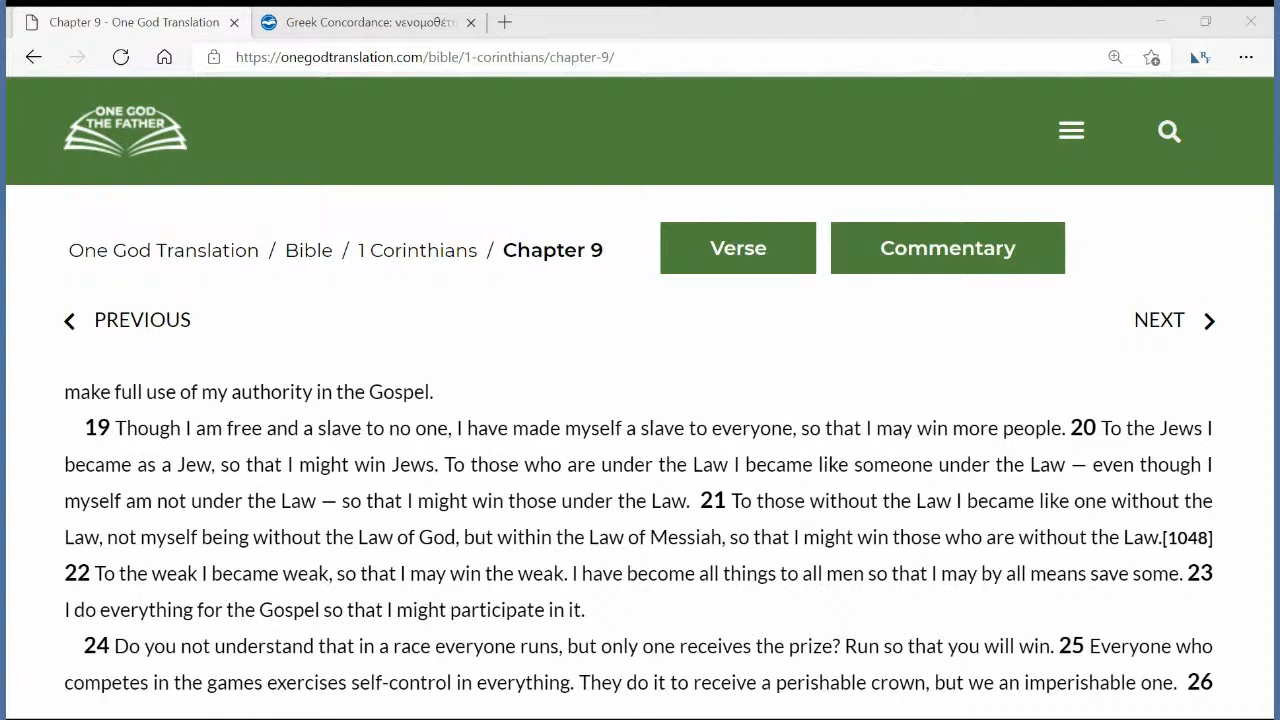 Chapter 9 - One God Translation
Greek Concordance: νενομοθέτ
https://onegodtranslation.com/bible/1-corinthians/chapter-9/
ONE GOD
THE FATHER
One God Translation / Bible / 1 Corinthians / Chapter 9
Verse
Commentary
PREVIOUS
NEXT
make full use of my authority in the Gospel.
19 Though I am free and a slave to no one, I have made myself a slave to everyone, so that I may win more people. 20 To the Jews I
became as a Jew, so that I might win Jews. To those who are under the Law I became like someone under the Law — even though I
myself am not under the Law — so that I might win those under the Law. 21 To those without the Law I became like one without the
Law, not myself being without the Law of God, but within the Law of Messiah, so that I might win those who are without the Law.[1048]
22 To the weak I became weak, so that I may win the weak. I have become all things to all men so that I may by all means save some. 23
I do everything for the Gospel so that I might participate in it.
24 Do you not understand that in a race everyone runs, but only one receives the prize? Run so that you will win. 25 Everyone who
competes in the games exercises self-control in everything. They do it to receive a perishable crown, but we an imperishable one. 26